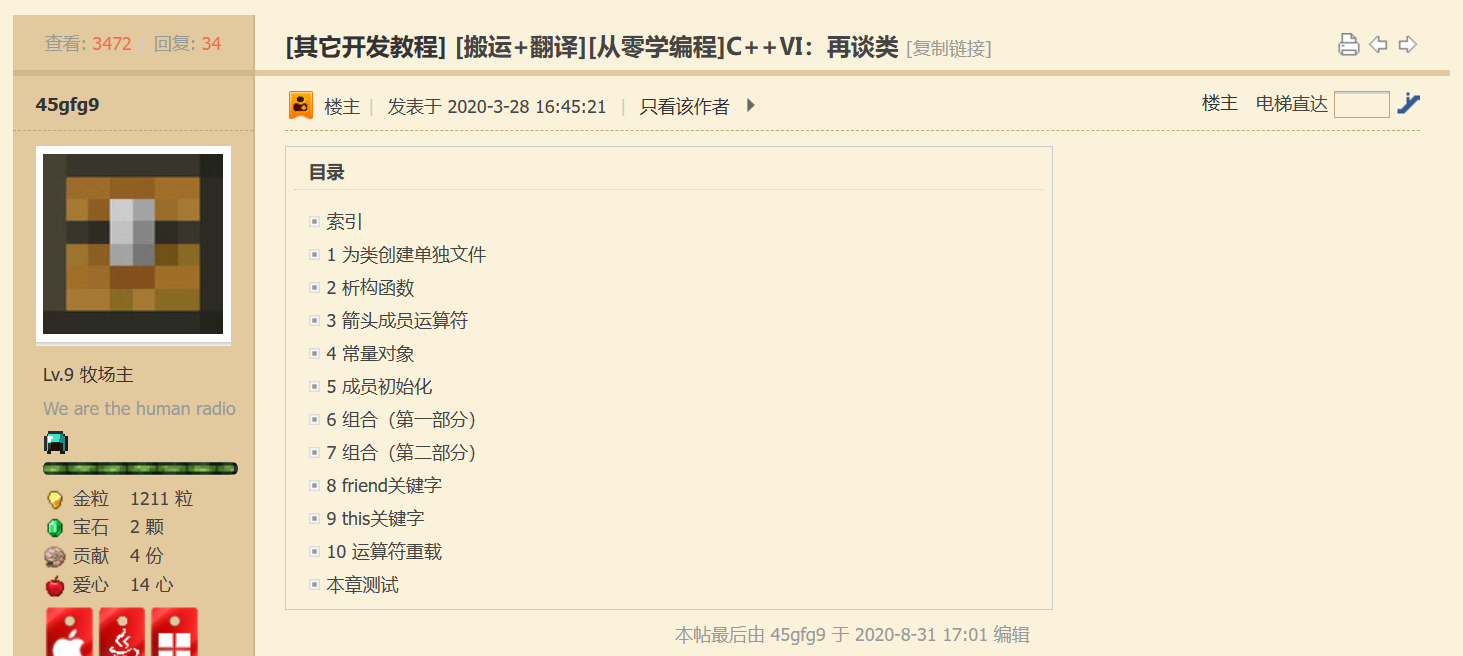 查看: 3472 | 回复: 34
[其它开发教程] [搬运+翻译][从零学编程]C++VI：再谈类 [复制链接]
45gfg9
楼主 | 发表于 2020-3-28 16:45:21 | 只看该作者
楼主 电梯直达
目录
索引
1 为类创建单独文件
2 析构函数
3 箭头成员运算符
4 常量对象
5 成员初始化
6 组合（第一部分）
7 组合（第二部分）
8 friend关键字
9 this关键字
10 运算符重载
本章测试
Lv.9 牧场主
We are the human radio
金粒 1211 粒
宝石 2 颗
贡献 4 份
爱心 14 心
本帖最后由 45gfg9 于 2020-8-31 17:01 编辑